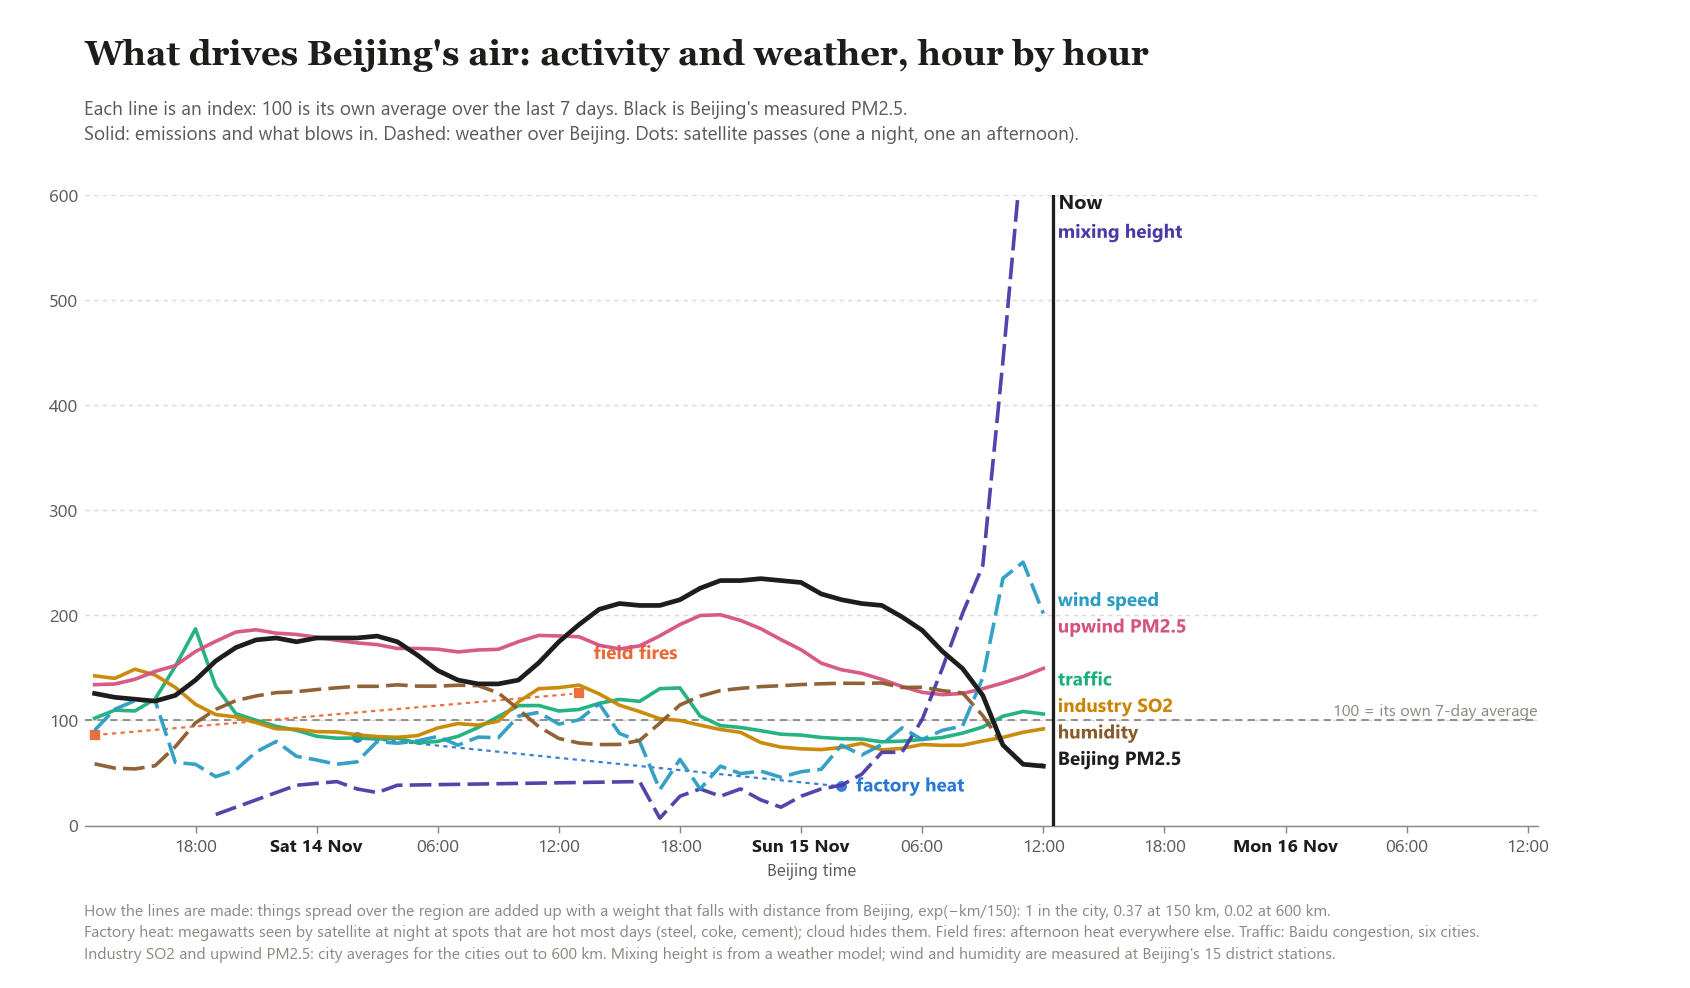 What drives Beijing's air: activity and weather, hour by hour
Each line is an index: 100 is its own average over the last 7 days. Black is Beijing's measured PM2.5.
Solid: emissions and what blows in. Dashed: weather over Beijing. Dots: satellite passes (one a night, one an afternoon).
600
500
400
300
200
100
0
Now
mixing height
wind speed
upwind PM2.5
field fires
traffic
industry SO2
100 = its own 7-day average
humidity
Beijing PM2.5
factory heat
18:00
Sat 14 Nov
06:00
12:00
18:00
Sun 15 Nov
06:00
12:00
18:00
Mon 16 Nov
06:00
12:00
Beijing time
How the lines are made: things spread over the region are added up with a weight that falls with distance from Beijing, exp(−km/150): 1 in the city, 0.37 at 150 km, 0.02 at 600 km.
Factory heat: megawatts seen by satellite at night at spots that are hot most days (steel, coke, cement); cloud hides them. Field fires: afternoon heat everywhere else. Traffic: Baidu congestion, six cities.
Industry SO2 and upwind PM2.5: city averages for the cities out to 600 km. Mixing height is from a weather model; wind and humidity are measured at Beijing's 15 district stations.